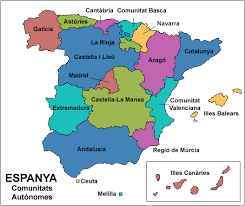 Cantàbria
Comunitat Basca
Astúries
Navarra
Galícia
La Rioja
Catalunya
Castella i Lleó
Aragó
Madrid
Comunitat
Valenciana
Castella-La Manxa
Illes Balears
Extremadura
Andalusia
Regió de Múrcia
Illes Canàries
ESPANYA
Comunitats
Autònomes
Ceuta
Melilla